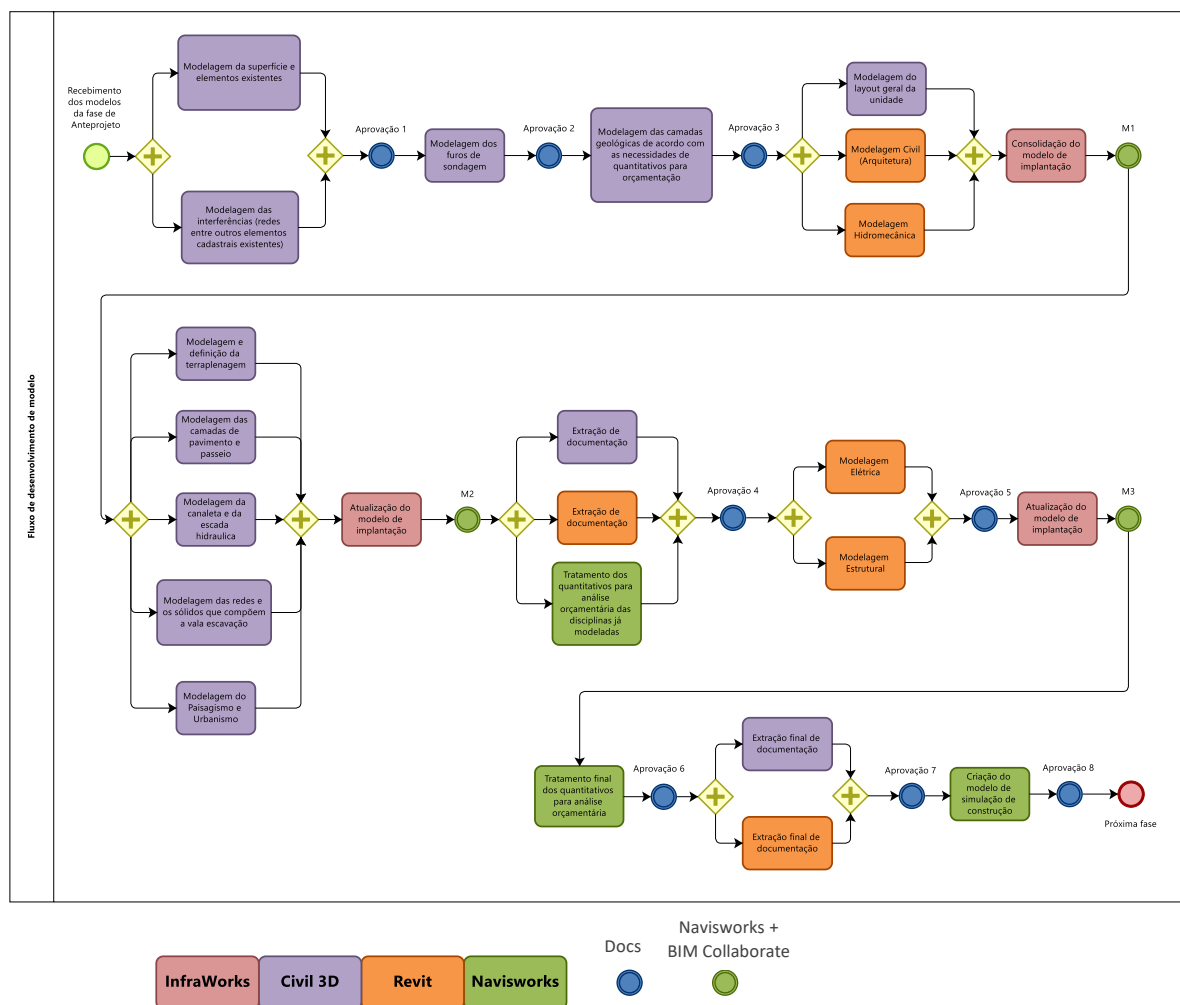 Fluxo de desenvolvimento de modelo
Recebimento
dos modelos
da fase de
Anteprojeto
Modelagem da superfície e
elementos existentes
Modelagem das
interferências (redes
entre outros elementos
cadastrais existentes)
Aprovação 1
Modelagem dos
furos de
sondagem
Aprovação 2
Modelagem das camadas
geológicas de acordo com
as necessidades de
quantitativos para
orçamentação
Aprovação 3
Modelagem do
layout geral da
unidade
Modelagem Civil
(Arquitetura)
Modelagem
Hidromecânica
Consolidação do
modelo de
implantação
M1
Modelagem e
definição da
terraplenagem
Modelagem das
camadas de
pavimento e
passeio
Modelagem da
canaleta e da escada
hidraulica
Modelagem das redes e
os sólidos que compõem
a vala escavação
Modelagem do
Paisagismo e
Urbanismo
Atualização do
modelo de
implantação
M2
Extração de
documentação
Extração de
documentação
Tratamento dos
quantitativos para
análise
orçamentária das
disciplinas já
modeladas
Aprovação 4
Modelagem
Elétrica
Modelagem
Estrutural
Aprovação 5
Atualização do
modelo de
implantação
M3
Tratamento final
dos quantitativos
para análise
orçamentária
Aprovação 6
Extração final de
documentação
Extração final de
documentação
Aprovação 7
Criação do
modelo de
simulação de
construção
Aprovação 8
Próxima fase
InfraWorks
Civil 3D
Revit
Navisworks
Docs
Navisworks +
BIM Collaborate